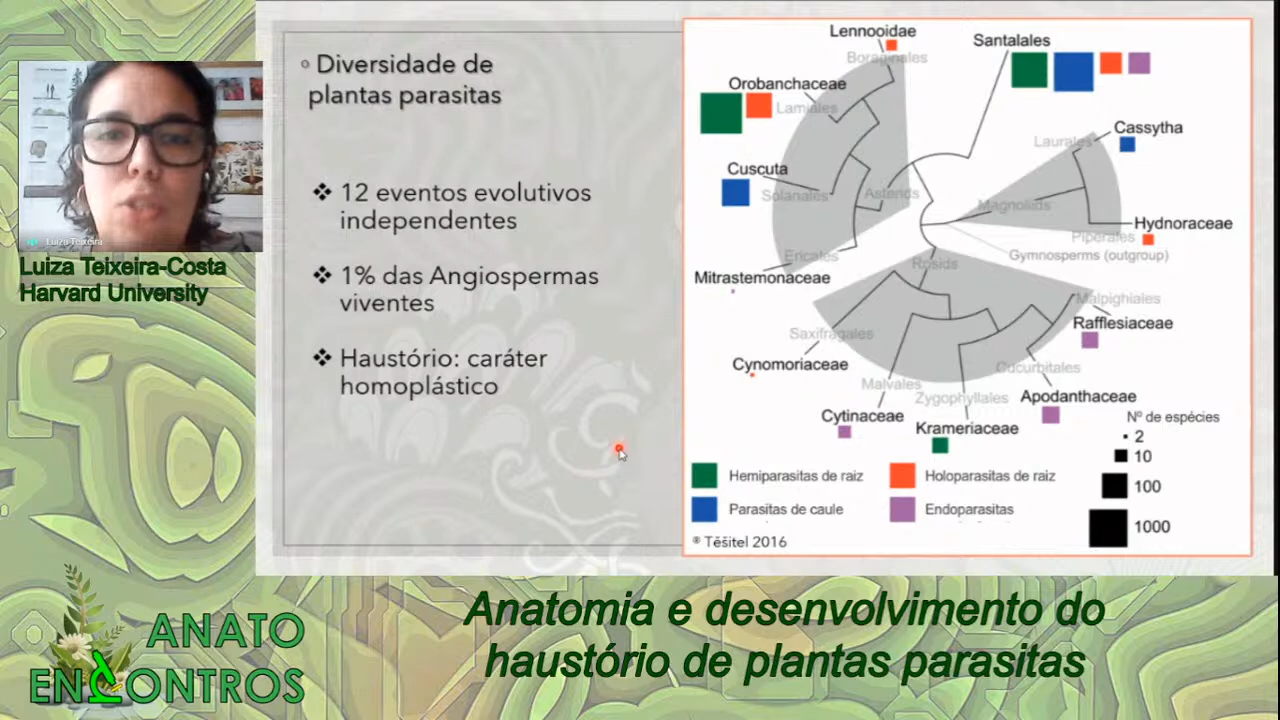 Diversidade de
plantas parasitas
❖ 12 eventos evolutivos
independentes
❖ 1% das Angiospermas
viventes
❖ Haustório: caráter
homoplástico
Lennooidae
Boraginales
Santalales
Orobanchaceae
Lamiales
Cassytha
Laurales
Cuscuta
Solanales
Asterids
Magnoliids
Hydnoraceae
Piperales
Ericales
Gymnosperms (outgroup)
Rosids
Mitrastemonaceae
Malpighiales
Rafflesiaceae
Saxifragales
Cynomoriaceae
Cucurbitales
Malvales
Zygophyllales
Apodanthaceae
Cytinaceae
Krameriaceae
Nº de espécies
2
10
100
1000
Hemiparasitas de raiz
Holoparasitas de raiz
Parasitas de caule
Endoparasitas
® Těšitel 2016
Luiza Teixeira
Luiza Teixeira-Costa
Harvard University
ANATO
ENCONTROS
Anatomia e desenvolvimento do
haustório de plantas parasitas